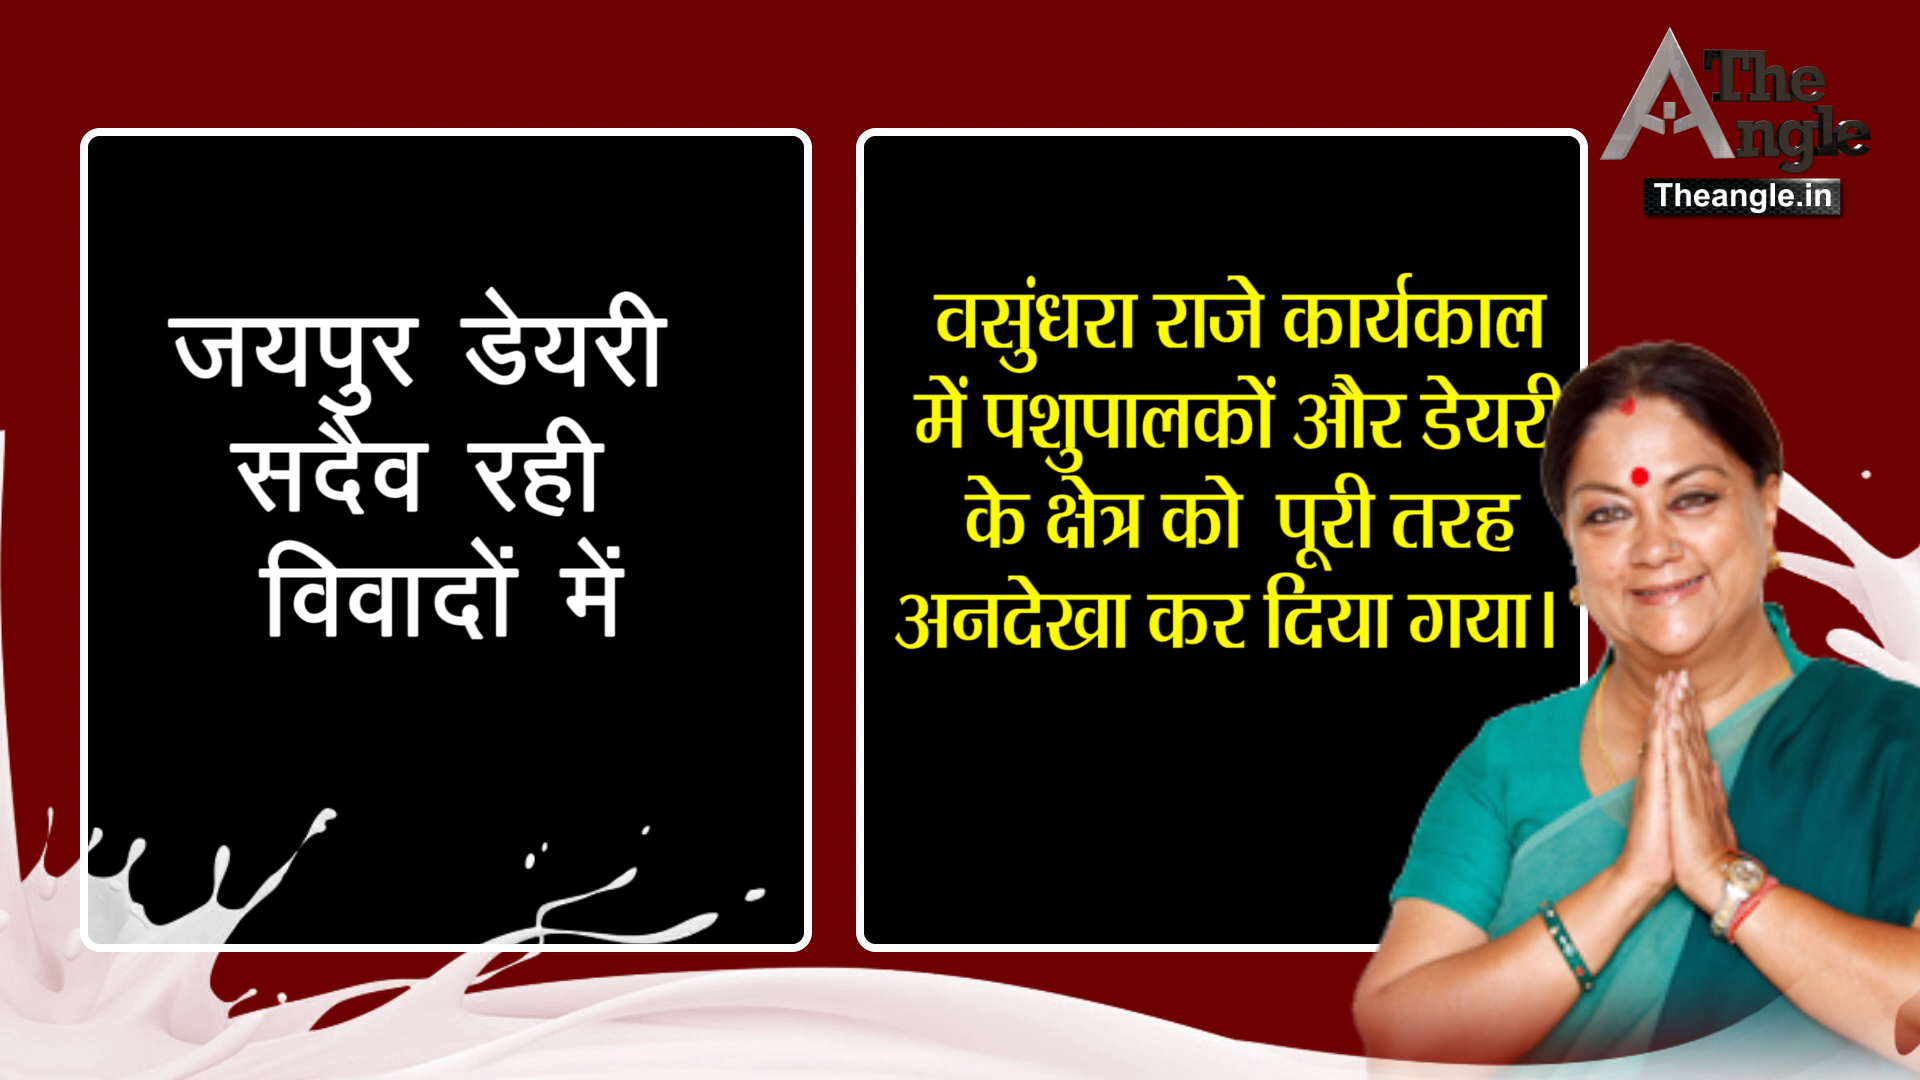 जयपुर डेयरी
सदैव रही
विवादों में
वसुंधरा राजे कार्यकाल
में पशुपालकों और डेयरी
के क्षेत्र को पूरी तरह
अनदेखा कर दिया गया।
The
Angle
Theangle.in